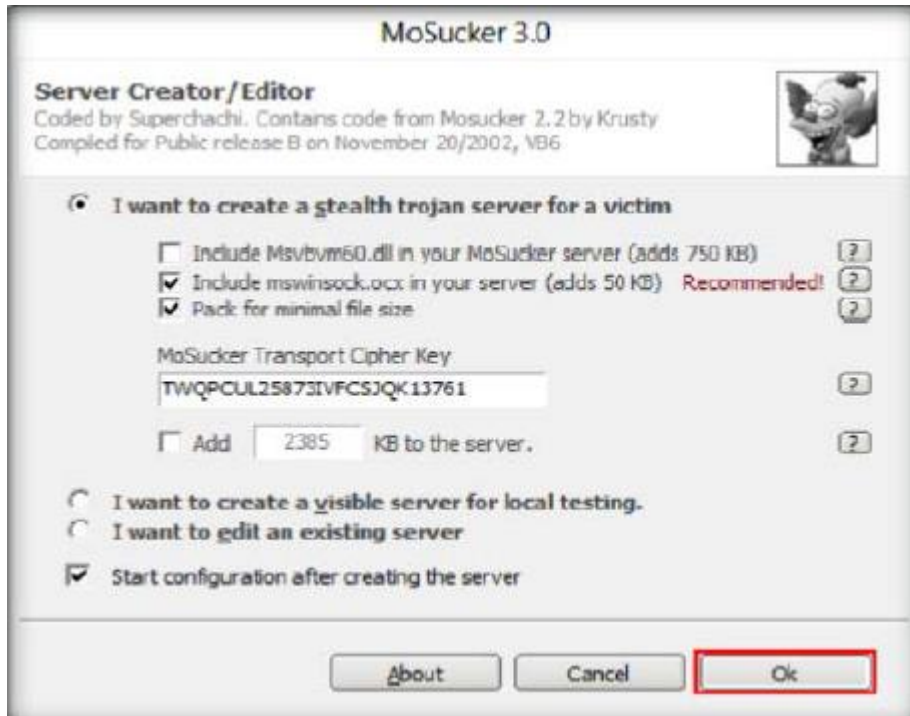 MoSucker 3.0
Server Creator/Editor
Coded by Superchachi. Contains code from Mosucker 2.2 by Krusty
Compiled for Public release B on November 20/2002, VB6
I want to create a stealth trojan server for a victim
Include Msvbvm60.dll in your MoSucker server (adds 750 KB) ?
Include mswinsock.ocx in your server (adds 50 KB) Recommended! ?
Pack for minimal file size ?
MoSucker Transport Cipher Key
TWQPCUL25873IVFCSJQK13761 ?
Add 2385 KB to the server. ?
I want to create a visible server for local testing.
I want to edit an existing server
Start configuration after creating the server
About Cancel Ok